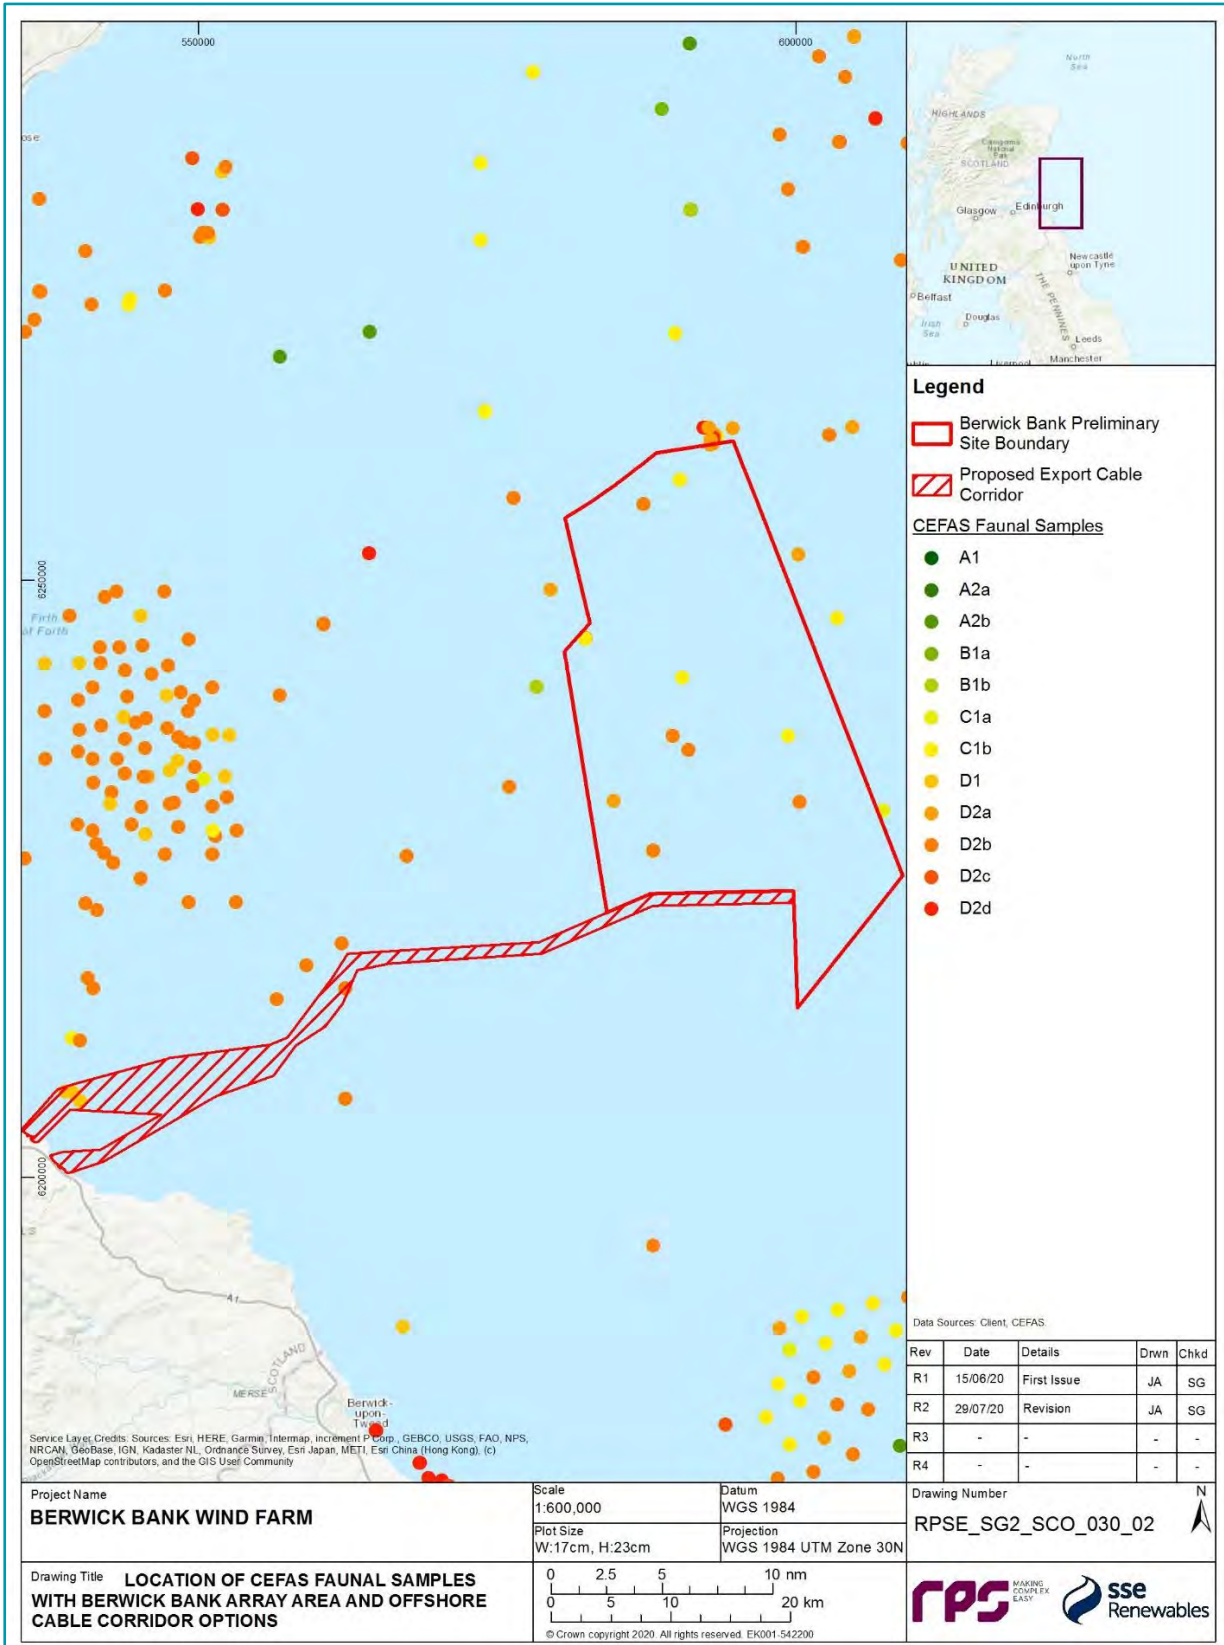 550000
600000
6250000
6200000
Firth
of Forth
A1
SCOTLAND
MERSE
Berwick-
upon-
Tweed
Service Layer Credits: Sources: Esri, HERE, Garmin, Intermap, increment P Corp., GEBCO, USGS, FAO, NPS,
NRCAN, GeoBase, IGN, Kadaster NL, Ordnance Survey, Esri Japan, METI, Esri China (Hong Kong), (c)
OpenStreetMap contributors, and the GIS User Community
North
Sea
HIGHLANDS
Cairngorms
National
Park
SCOTLAND
Glasgow
Edinburgh
UNITED
KINGDOM
Newcastle
upon Tyne
THE PENNINES
Belfast
Irish
Sea
Douglas
Leeds
Manchester
Liverpool
Legend
Berwick Bank Preliminary
Site Boundary
Proposed Export Cable
Corridor
CEFAS Faunal Samples
A1
A2a
A2b
B1a
B1b
C1a
C1b
D1
D2a
D2b
D2c
D2d
Data Sources: Client, CEFAS
Rev Date Details Drwn Chkd
R1 15/06/20 First Issue JA SG
R2 29/07/20 Revision JA SG
R3 - - - -
R4 - - - -
Project Name
BERWICK BANK WIND FARM
Scale
1:600,000
Datum
WGS 1984
Plot Size
W:17cm, H:23cm
Projection
WGS 1984 UTM Zone 30N
Drawing Number
RPSE_SG2_SCO_030_02
N
Drawing Title LOCATION OF CEFAS FAUNAL SAMPLES
WITH BERWICK BANK ARRAY AREA AND OFFSHORE
CABLE CORRIDOR OPTIONS
0 2.5 5 10 nm
0 5 10 20 km
© Crown copyright 2020. All rights reserved. EK001-542200
rps MAKING
COMPLEX
EASY
sse
Renewables